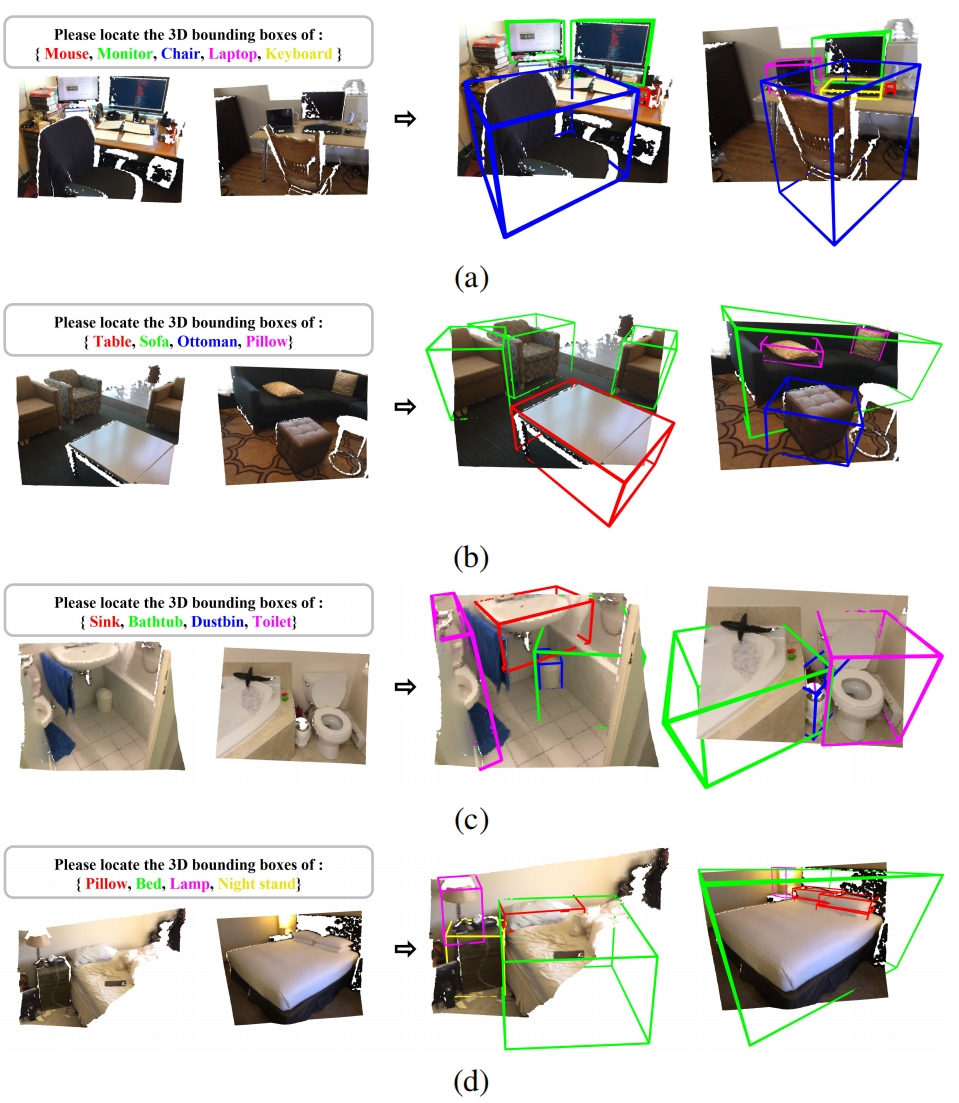 Please locate the 3D bounding boxes of :
{ Mouse, Monitor, Chair, Laptop, Keyboard }
(a)
Please locate the 3D bounding boxes of :
{ Table, Sofa, Ottoman, Pillow}
(b)
Please locate the 3D bounding boxes of :
{ Sink, Bathtub, Dustbin, Toilet}
(c)
Please locate the 3D bounding boxes of :
{ Pillow, Bed, Lamp, Night stand}
(d)